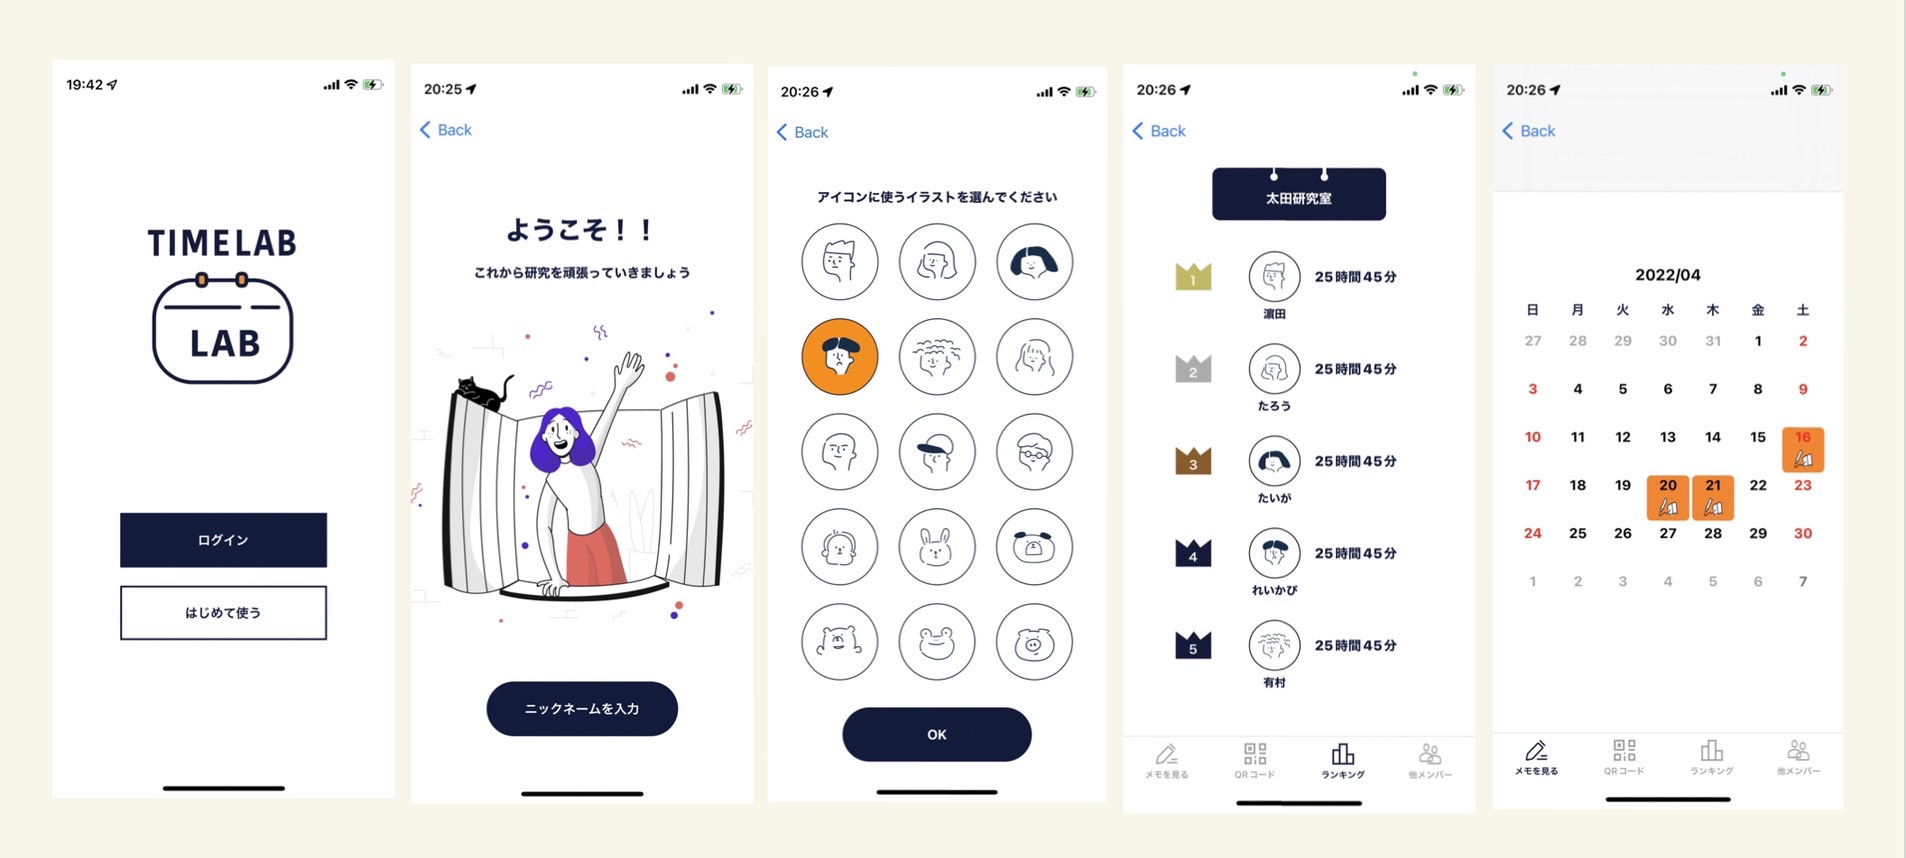 19:42
TIMELAB
LAB
ログイン
はじめて使う
20:25
Back
ようこそ！！
これから研究を頑張っていきましょう
ニックネームを入力
20:26
Back
アイコンに使うイラストを選んでください
OK
20:26
Back
太田研究室
1 25時間45分
濵田
2 25時間45分
たろう
3 25時間45分
たいが
4 25時間45分
れいかぴ
5 25時間45分
有村
メモを見る QRコード ランキング 他メンバー
20:26
Back
2022/04
日 月 火 水 木 金 土
27 28 29 30 31 1 2
3 4 5 6 7 8 9
10 11 12 13 14 15 16
17 18 19 20 21 22 23
24 25 26 27 28 29 30
1 2 3 4 5 6 7
メモを見る QRコード ランキング 他メンバー